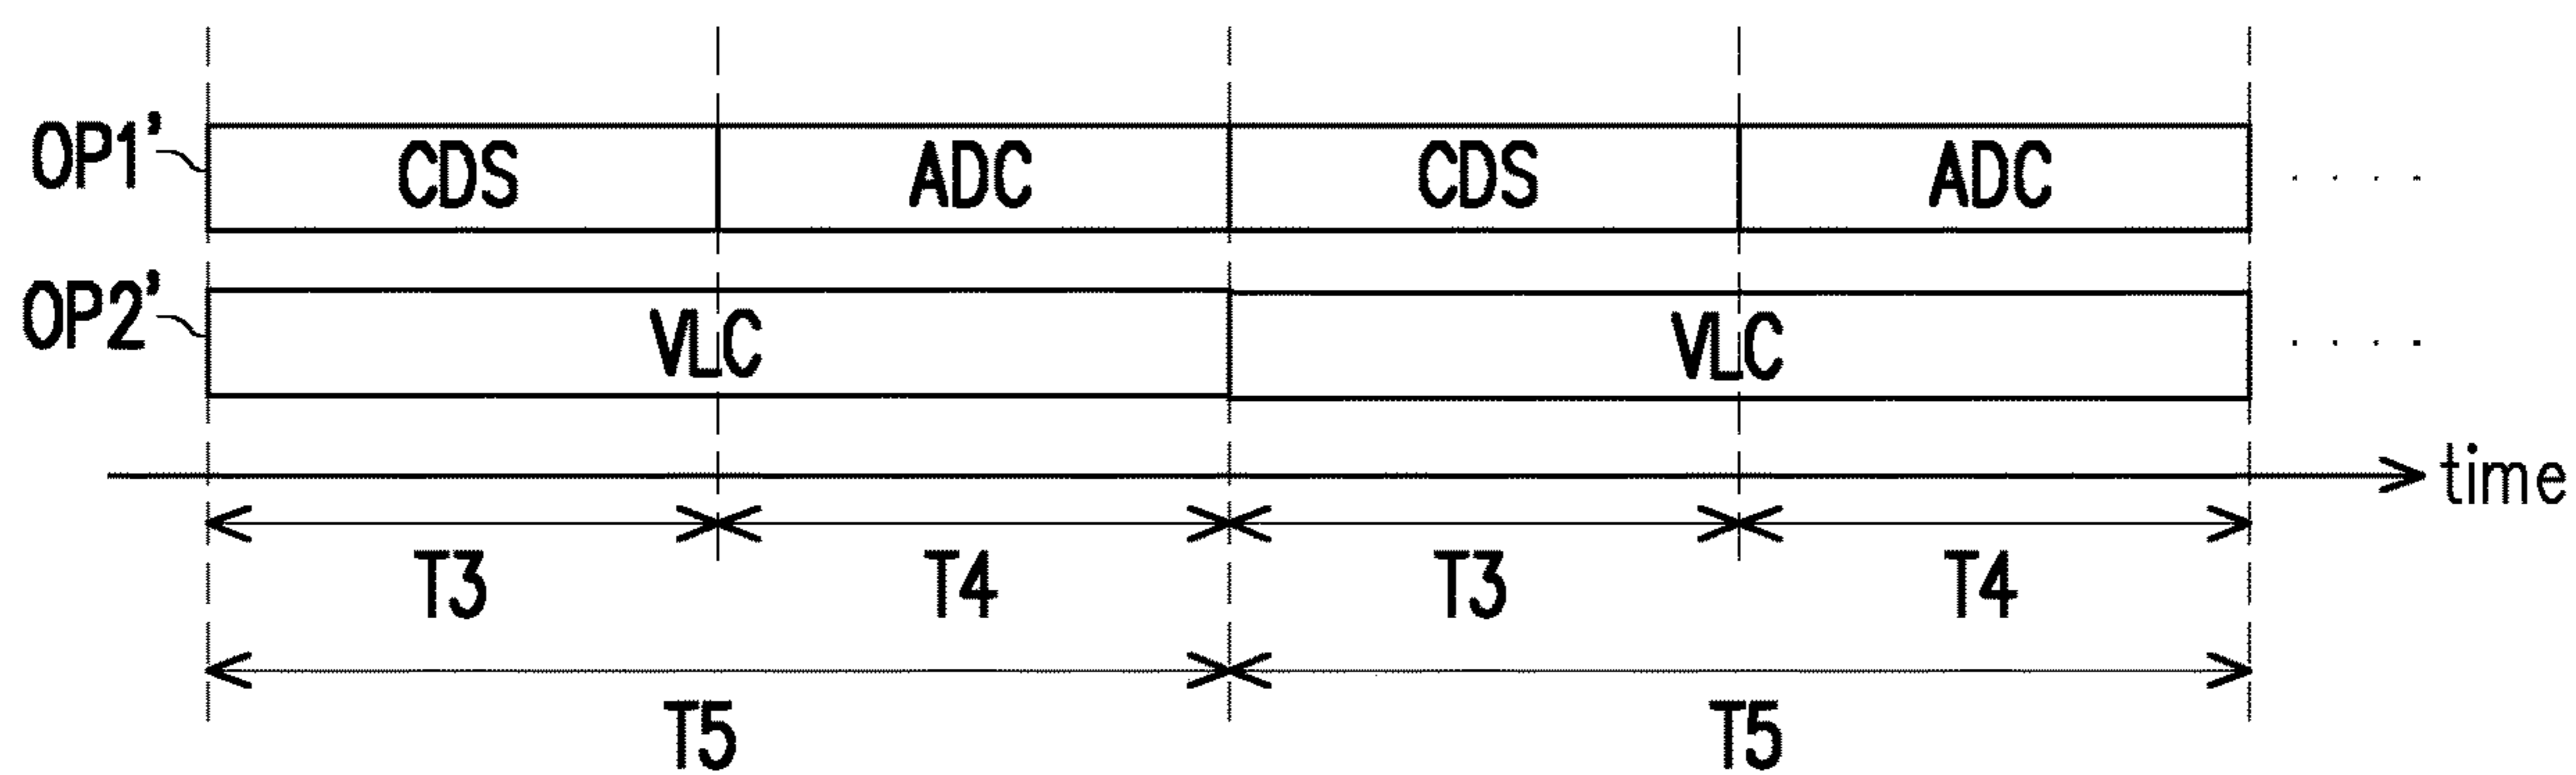 OP1' CDS ADC CDS ADC ....
OP2' VLC VLC ....
time
T3 T4 T3 T4
T5 T5